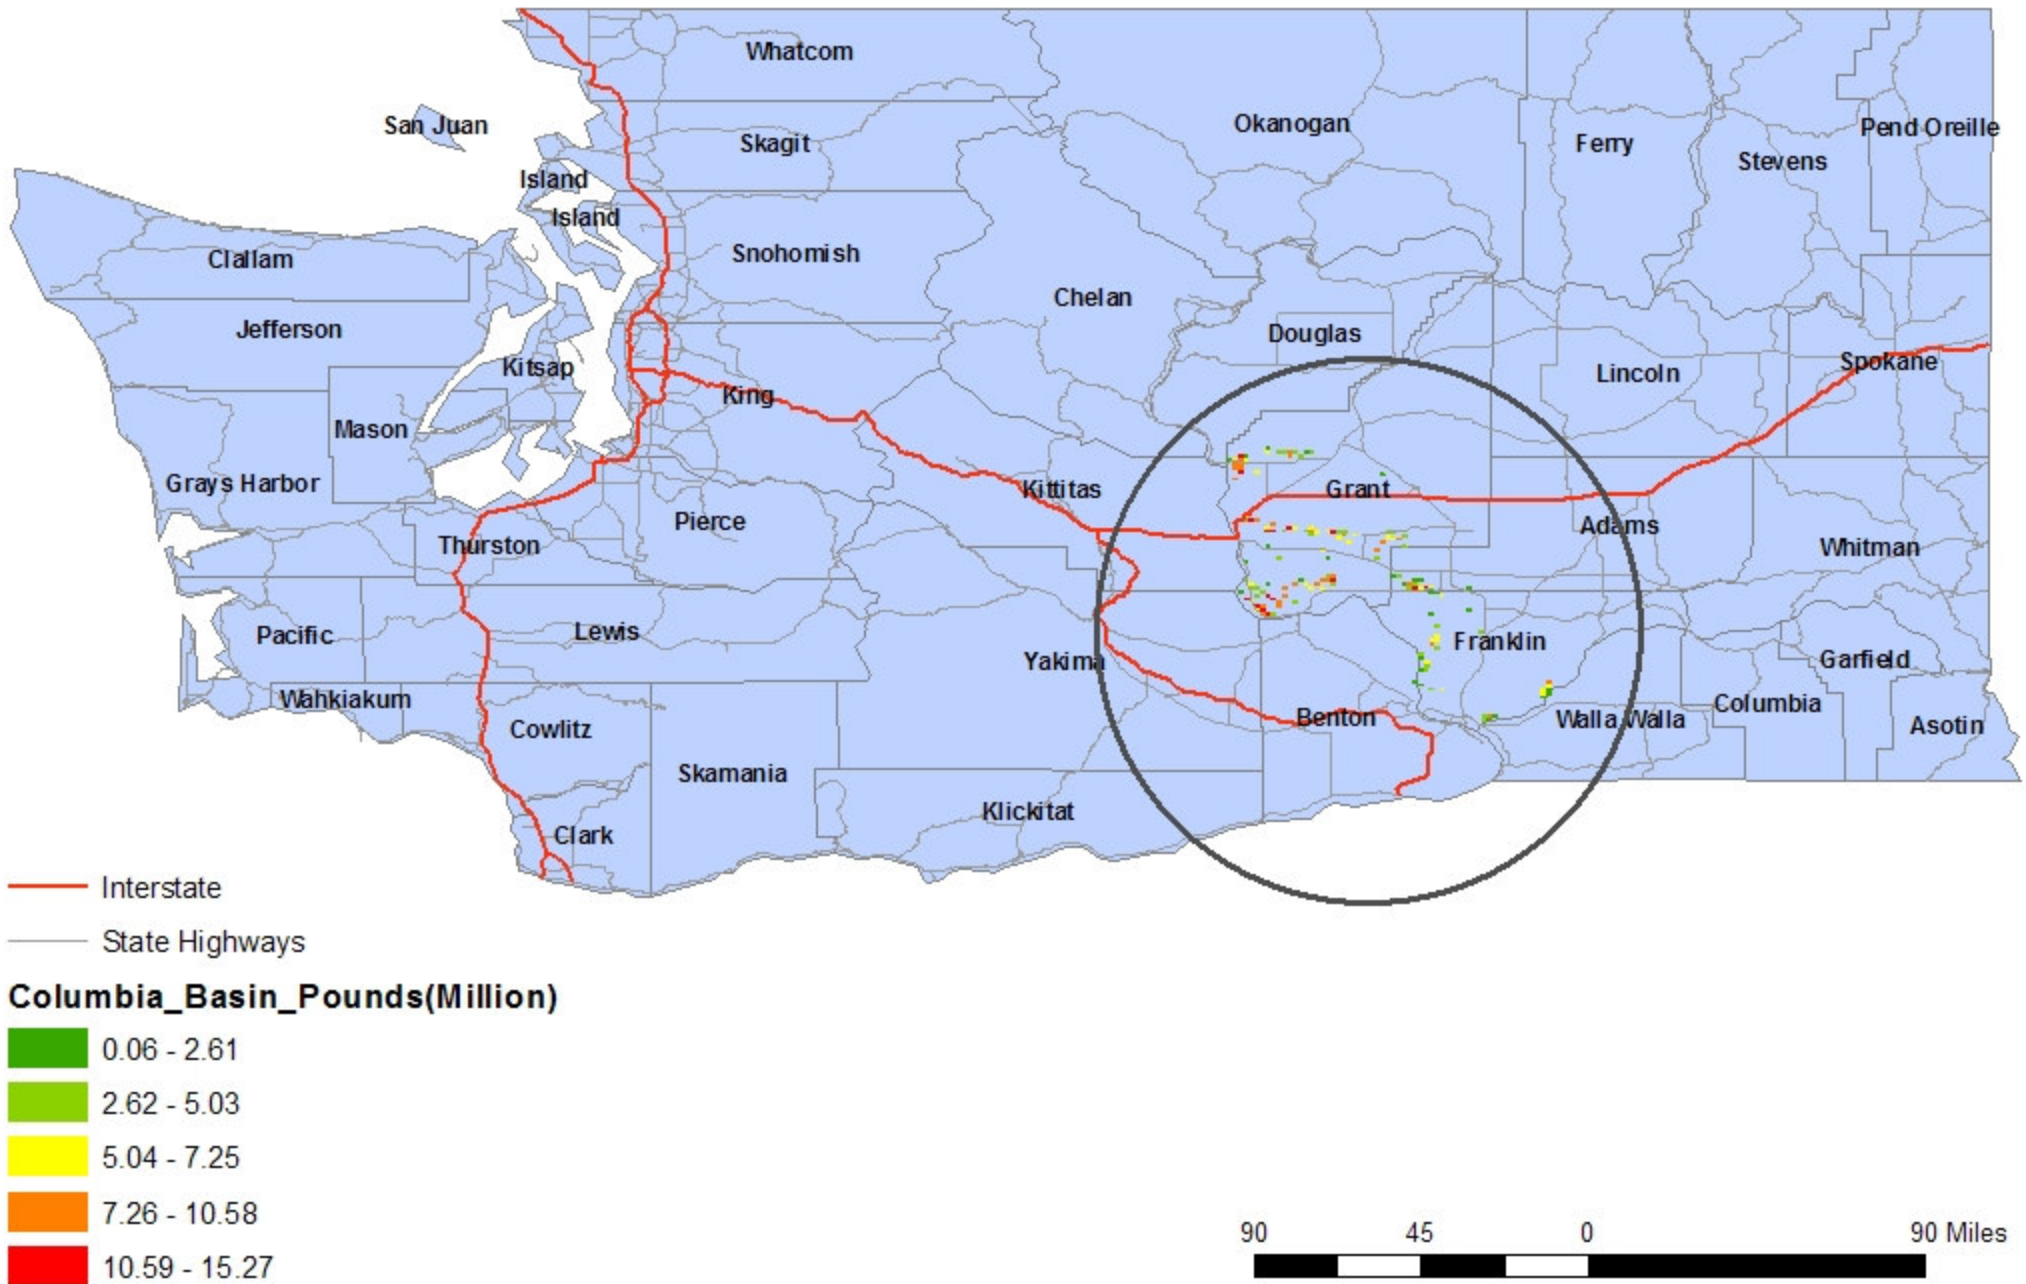 Whatcom
San Juan
Okanogan
Pend Oreille
Skagit
Ferry
Stevens
Island
Island
Snohomish
Clallam
Chelan
Jefferson
Douglas
Kitsap
Spokane
Lincoln
King
Mason
Grays Harbor
Kittitas
Grant
Pierce
Adams
Thurston
Whitman
Pacific
Lewis
Franklin
Yakima
Garfield
Wahkiakum
Columbia
Benton
Walla Walla
Cowlitz
Asotin
Skamania
Klickitat
Clark
Interstate
State Highways
Columbia_Basin_Pounds(Million)
0.06 - 2.61
2.62 - 5.03
5.04 - 7.25
7.26 - 10.58
10.59 - 15.27
90 45 0 90 Miles